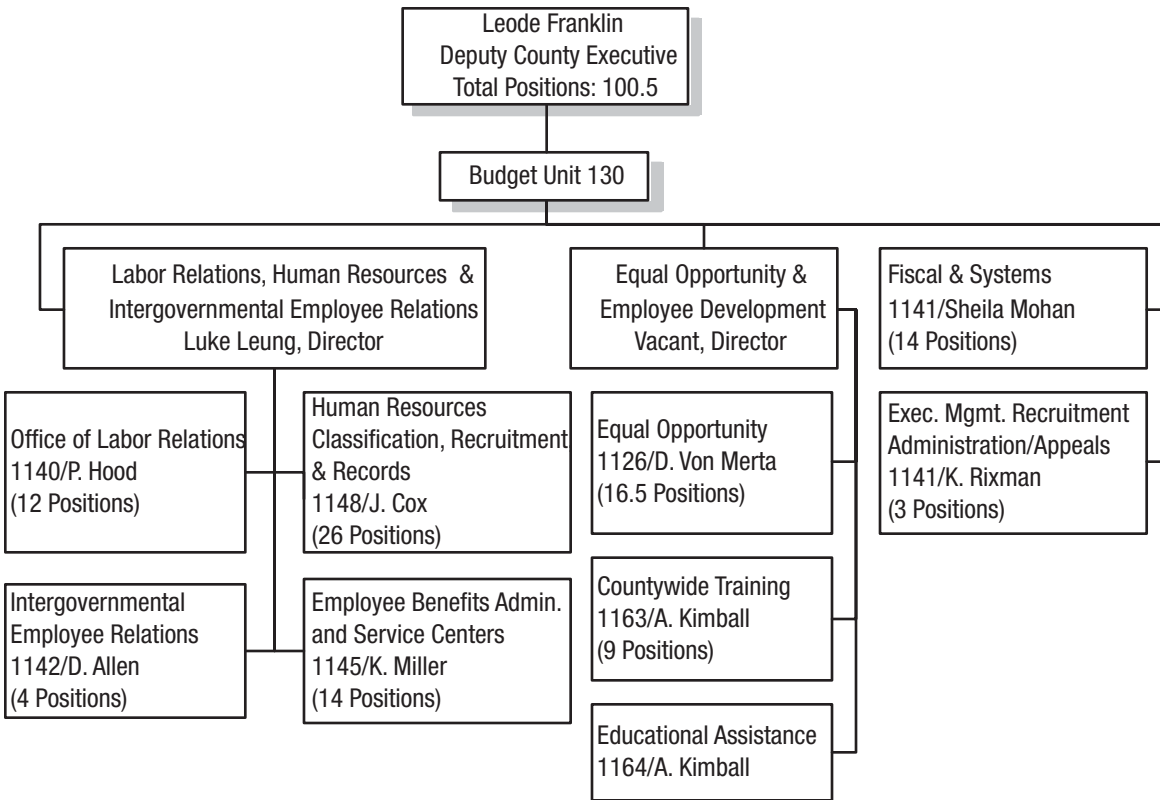 Leode Franklin
Deputy County Executive
Total Positions: 100.5
Budget Unit 130
Labor Relations, Human Resources &
Intergovernmental Employee Relations
Luke Leung, Director
Equal Opportunity &
Employee Development
Vacant, Director
Fiscal & Systems
1141/Sheila Mohan
(14 Positions)
Office of Labor Relations
1140/P. Hood
(12 Positions)
Human Resources
Classification, Recruitment
& Records
1148/J. Cox
(26 Positions)
Equal Opportunity
1126/D. Von Merta
(16.5 Positions)
Exec. Mgmt. Recruitment
Administration/Appeals
1141/K. Rixman
(3 Positions)
Intergovernmental
Employee Relations
1142/D. Allen
(4 Positions)
Employee Benefits Admin.
and Service Centers
1145/K. Miller
(14 Positions)
Countywide Training
1163/A. Kimball
(9 Positions)
Educational Assistance
1164/A. Kimball